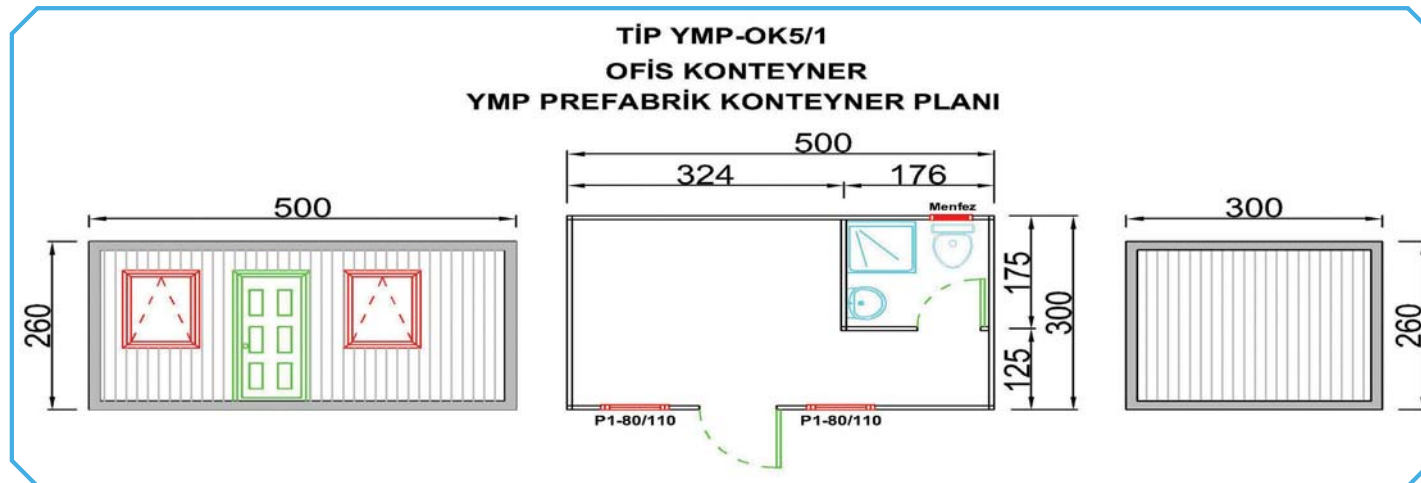 TİP YMP-OK5/1
OFİS KONTEYNER
YMP PREFABRİK KONTEYNER PLANI
500
260
500
324
176
Menfez
175
125
300
P1-80/110
P1-80/110
300
260